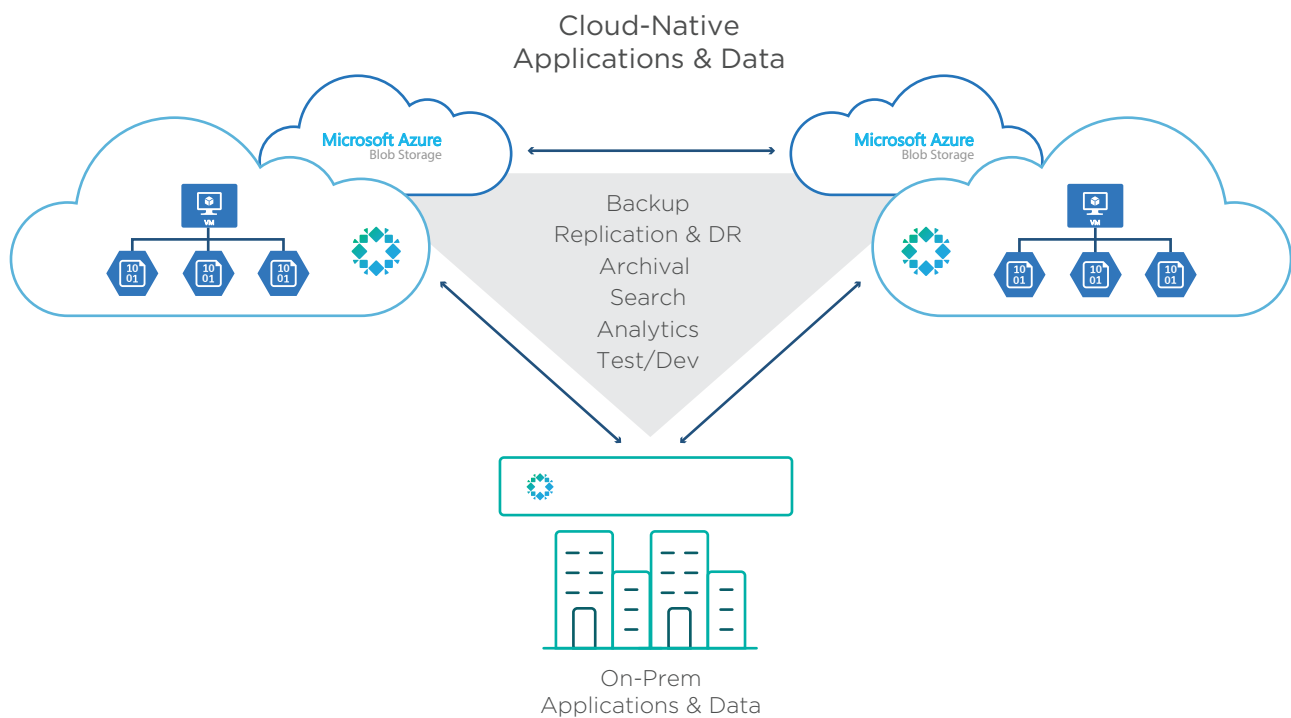 Cloud-Native
Applications & Data
Microsoft Azure
Blob Storage
Microsoft Azure
Blob Storage
VM
10
01
10
01
10
01
Backup
Replication & DR
Archival
Search
Analytics
Test/Dev
VM
10
01
10
01
10
01
On-Prem
Applications & Data